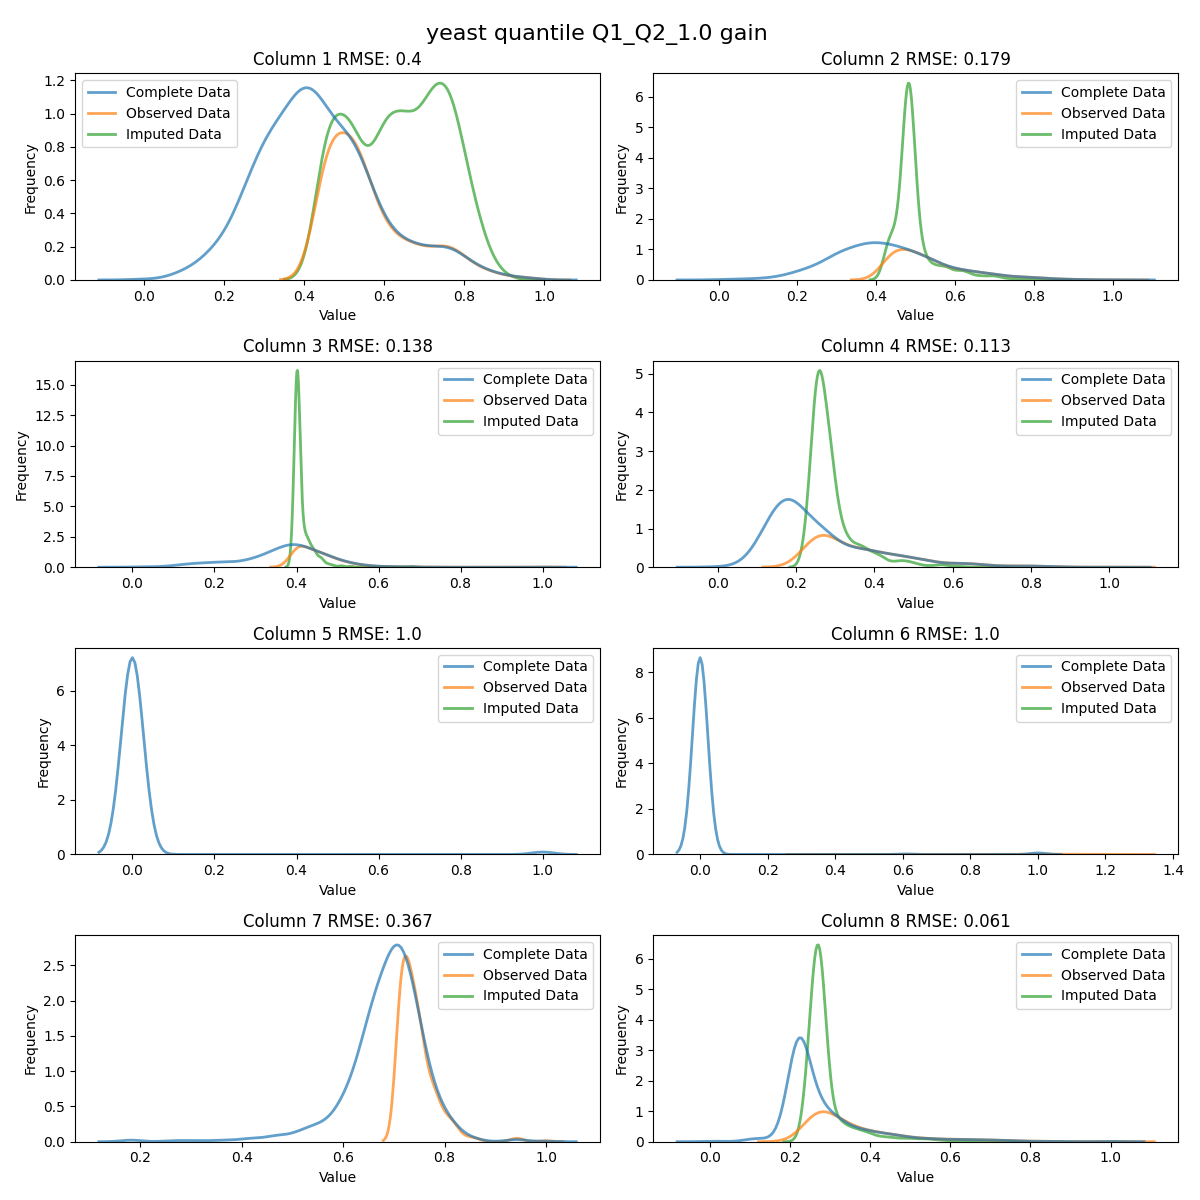 yeast quantile Q1_Q2_1.0 gain
Column 1 RMSE: 0.4
Frequency
1.2
1.0
0.8
0.6
0.4
0.2
0.0
Complete Data
Observed Data
Imputed Data
0.0 0.2 0.4 0.6 0.8 1.0
Value
Column 2 RMSE: 0.179
Frequency
6
5
4
3
2
1
0
Complete Data
Observed Data
Imputed Data
0.0 0.2 0.4 0.6 0.8 1.0
Value
Column 3 RMSE: 0.138
Frequency
15.0
12.5
10.0
7.5
5.0
2.5
0.0
Complete Data
Observed Data
Imputed Data
0.0 0.2 0.4 0.6 0.8 1.0
Value
Column 4 RMSE: 0.113
Frequency
5
4
3
2
1
0
Complete Data
Observed Data
Imputed Data
0.0 0.2 0.4 0.6 0.8 1.0
Value
Column 5 RMSE: 1.0
Frequency
6
4
2
0
Complete Data
Observed Data
Imputed Data
0.0 0.2 0.4 0.6 0.8 1.0
Value
Column 6 RMSE: 1.0
Frequency
8
6
4
2
0
Complete Data
Observed Data
Imputed Data
0.0 0.2 0.4 0.6 0.8 1.0 1.2 1.4
Value
Column 7 RMSE: 0.367
Frequency
2.5
2.0
1.5
1.0
0.5
0.0
Complete Data
Observed Data
Imputed Data
0.2 0.4 0.6 0.8 1.0
Value
Column 8 RMSE: 0.061
Frequency
6
5
4
3
2
1
0
Complete Data
Observed Data
Imputed Data
0.0 0.2 0.4 0.6 0.8 1.0
Value